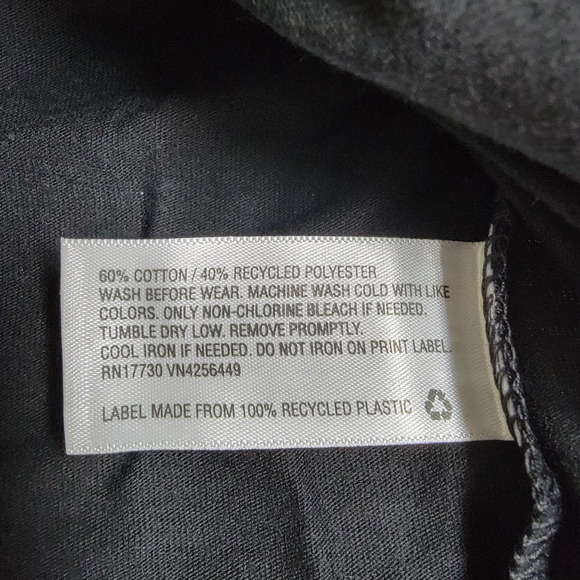 60% COTTON / 40% RECYCLED POLYESTER
WASH BEFORE WEAR. MACHINE WASH COLD WITH LIKE
COLORS. ONLY NON-CHLORINE BLEACH IF NEEDED.
TUMBLE DRY LOW. REMOVE PROMPTLY.
COOL IRON IF NEEDED. DO NOT IRON ON PRINT LABEL.
RN17730 VN4256449
LABEL MADE FROM 100% RECYCLED PLASTIC